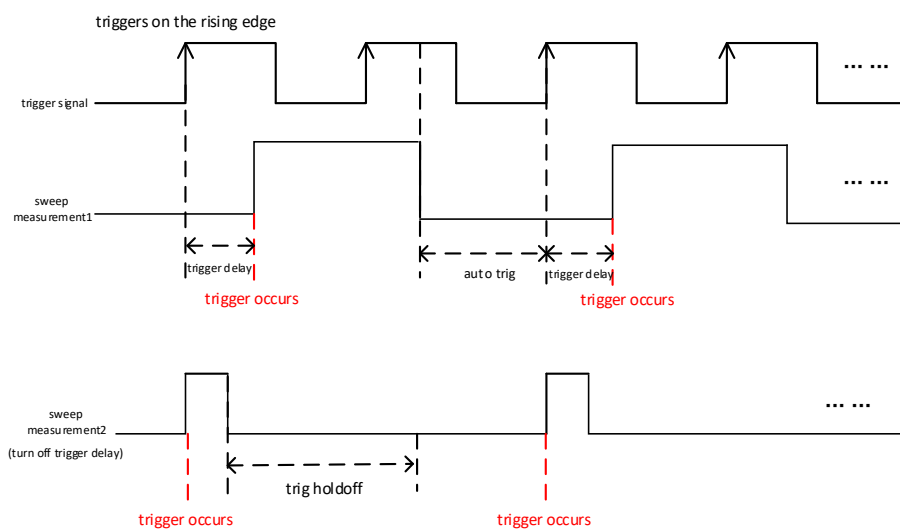 triggers on the rising edge
... ...
trigger signal
... ...
sweep
measurement1
trigger delay
auto trig
trigger delay
trigger occurs
trigger occurs
... ...
sweep
measurement2
(turn off trigger delay)
trig holdoff
trigger occurs
trigger occurs